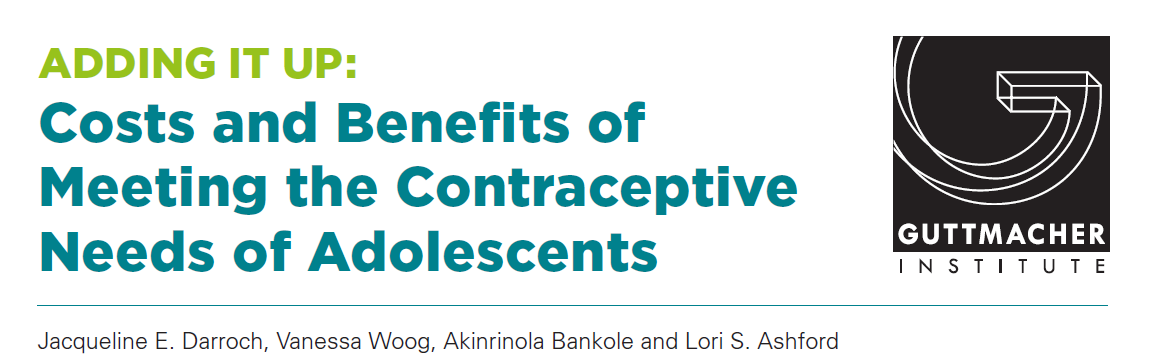 ADDING IT UP:
Costs and Benefits of
Meeting the Contraceptive
Needs of Adolescents
GUTTMACHER
INSTITUTE
Jacqueline E. Darroch, Vanessa Woog, Akinrinola Bankole and Lori S. Ashford